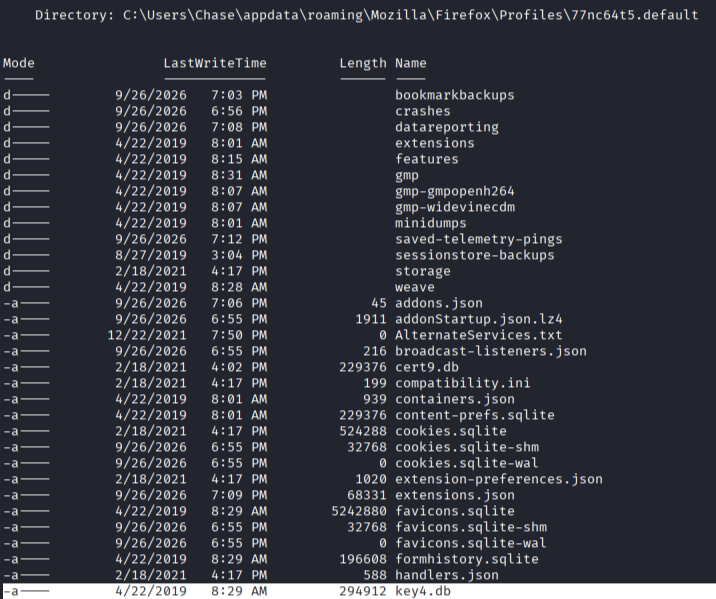 Directory: C:\Users\Chase\appdata\roaming\Mozilla\Firefox\Profiles\77nc64t5.default
Mode LastWriteTime Length Name
---- ------------- ------ ----
d----- 9/26/2026 7:03 PM bookmarkbackups
d----- 9/26/2026 6:56 PM crashes
d----- 9/26/2026 7:08 PM datareporting
d----- 4/22/2019 8:01 AM extensions
d----- 4/22/2019 8:15 AM features
d----- 4/22/2019 8:31 AM gmp
d----- 4/22/2019 8:07 AM gmp-gmpopenh264
d----- 4/22/2019 8:07 AM gmp-widevinecdm
d----- 4/22/2019 8:01 AM minidumps
d----- 9/26/2026 7:12 PM saved-telemetry-pings
d----- 8/27/2019 3:04 PM sessionstore-backups
d----- 2/18/2021 4:17 PM storage
d----- 4/22/2019 8:28 AM weave
-a---- 9/26/2026 7:06 PM 45 addons.json
-a---- 9/26/2026 6:55 PM 1911 addonStartup.json.lz4
-a---- 12/22/2021 7:50 PM 0 AlternateServices.txt
-a---- 9/26/2026 6:55 PM 216 broadcast-listeners.json
-a---- 2/18/2021 4:02 PM 229376 cert9.db
-a---- 2/18/2021 4:17 PM 199 compatibility.ini
-a---- 4/22/2019 8:01 AM 939 containers.json
-a---- 4/22/2019 8:01 AM 229376 content-prefs.sqlite
-a---- 2/18/2021 4:17 PM 524288 cookies.sqlite
-a---- 9/26/2026 6:55 PM 32768 cookies.sqlite-shm
-a---- 9/26/2026 6:55 PM 0 cookies.sqlite-wal
-a---- 2/18/2021 4:17 PM 1020 extension-preferences.json
-a---- 9/26/2026 7:09 PM 68331 extensions.json
-a---- 4/22/2019 8:29 AM 5242880 favicons.sqlite
-a---- 9/26/2026 6:55 PM 32768 favicons.sqlite-shm
-a---- 9/26/2026 6:55 PM 0 favicons.sqlite-wal
-a---- 4/22/2019 8:29 AM 196608 formhistory.sqlite
-a---- 2/18/2021 4:17 PM 588 handlers.json
-a---- 4/22/2019 8:29 AM 294912 key4.db